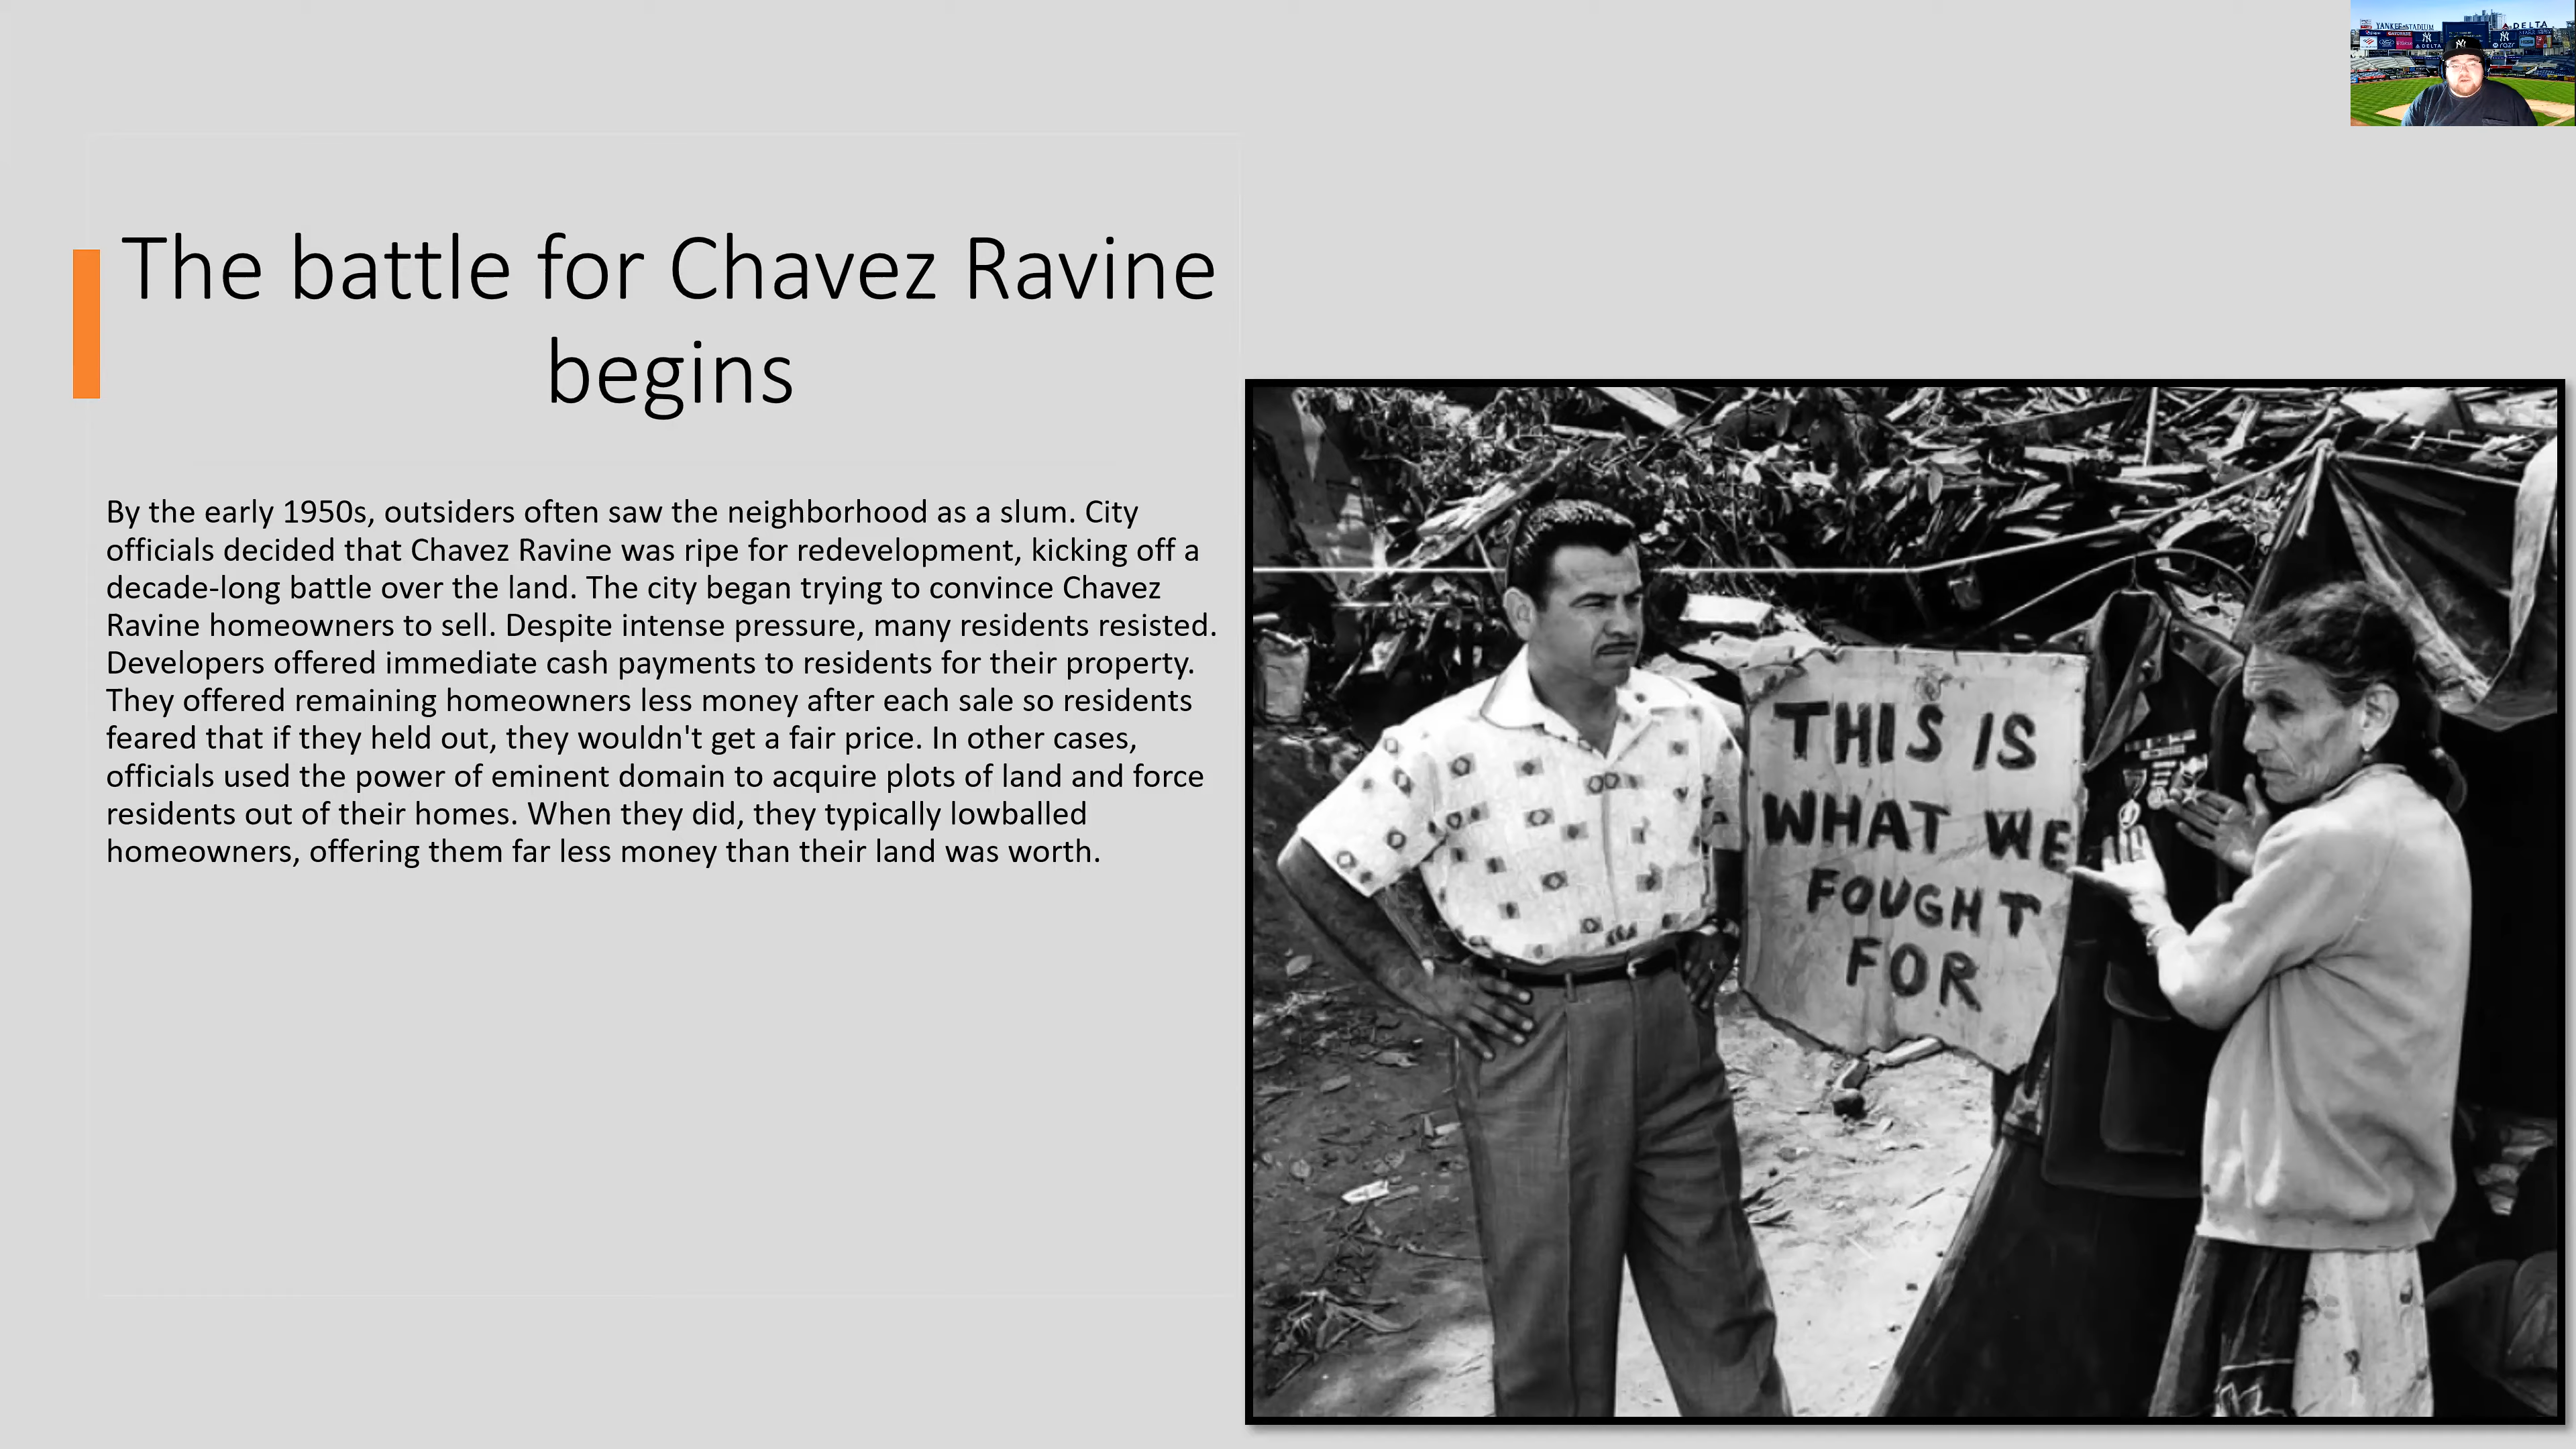 YANKEE STADIUM
DELTA
DELTA
The battle for Chavez Ravine
begins
By the early 1950s, outsiders often saw the neighborhood as a slum. City
officials decided that Chavez Ravine was ripe for redevelopment, kicking off a
decade-long battle over the land. The city began trying to convince Chavez
Ravine homeowners to sell. Despite intense pressure, many residents resisted.
Developers offered immediate cash payments to residents for their property.
They offered remaining homeowners less money after each sale so residents
feared that if they held out, they wouldn't get a fair price. In other cases,
officials used the power of eminent domain to acquire plots of land and force
residents out of their homes. When they did, they typically lowballed
homeowners, offering them far less money than their land was worth.
THIS IS
WHAT WE
FOUGHT
FOR